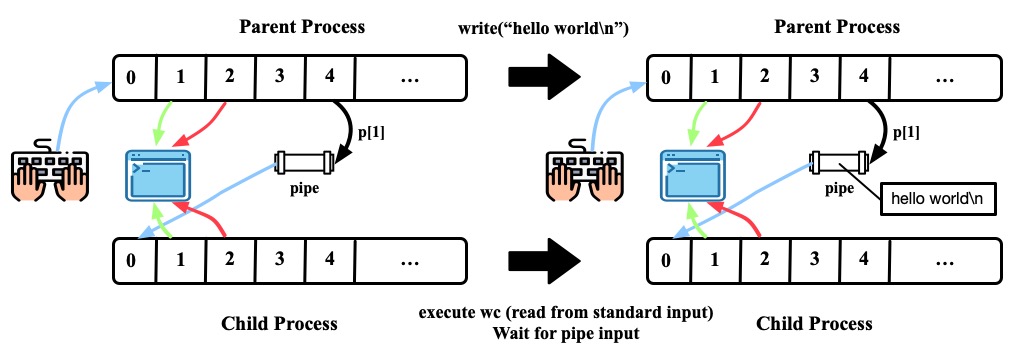 Parent Process
write(“hello world\n”)
Parent Process
0 1 2 3 4 ...
0 1 2 3 4 ...
p[1]
p[1]
>_
>_
pipe
pipe
hello world\n
0 1 2 3 4 ...
0 1 2 3 4 ...
Child Process
execute wc (read from standard input)
Wait for pipe input
Child Process